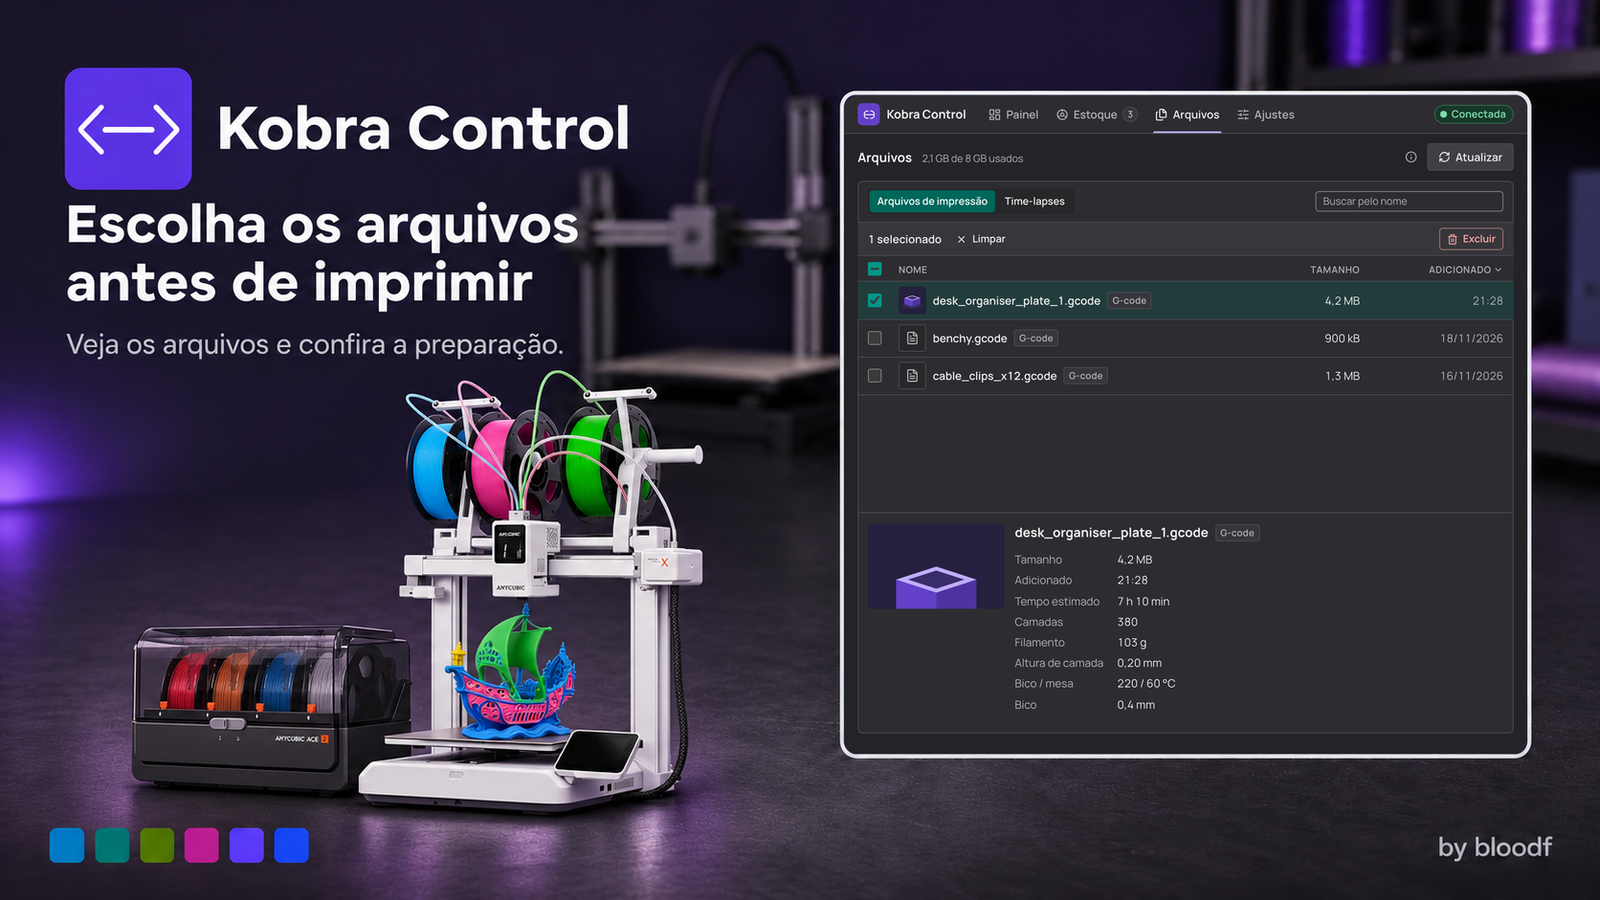 Kobra Control
Escolha os arquivos
antes de imprimir
Veja os arquivos e confira a preparação.
Kobra Control
Painel
Estoque 3
Arquivos
Ajustes
Conectada
Arquivos 2,1 GB de 8 GB usados
Atualizar
Arquivos de impressão
Time-lapses
Buscar pelo nome
1 selecionado
Limpar
Excluir
NOME TAMANHO ADICIONADO
desk_organiser_plate_1.gcode G-code 4,2 MB 21:28
benchy.gcode G-code 900 kB 18/11/2026
cable_clips_x12.gcode G-code 1,3 MB 16/11/2026
desk_organiser_plate_1.gcode G-code
Tamanho 4,2 MB
Adicionado 21:28
Tempo estimado 7 h 10 min
Camadas 380
Filamento 103 g
Altura de camada 0,20 mm
Bico / mesa 220 / 60 °C
Bico 0,4 mm
ANYCUBIC
X
ANYCUBIC ACE 2
by bloodf